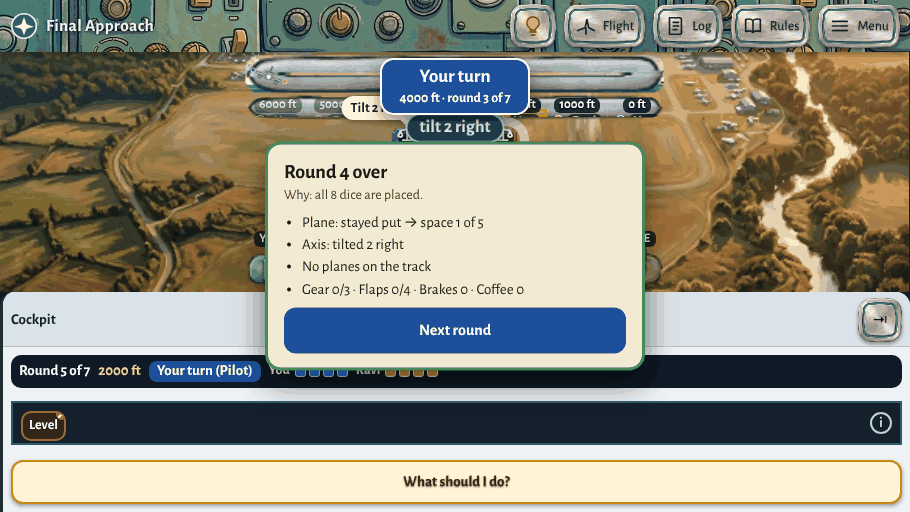 Final Approach
Flight
Log
Rules
Menu
Your turn
4000 ft · round 3 of 7
6000 ft
1000 ft
0 ft
Tilt 2
tilt 2 right
Round 4 over
Why: all 8 dice are placed.
• Plane: stayed put → space 1 of 5
• Axis: tilted 2 right
• No planes on the track
• Gear 0/3 · Flaps 0/4 · Brakes 0 · Coffee 0
Next round
Cockpit
Round 5 of 7 2000 ft Your turn (Pilot) You Ravi
Level
What should I do?